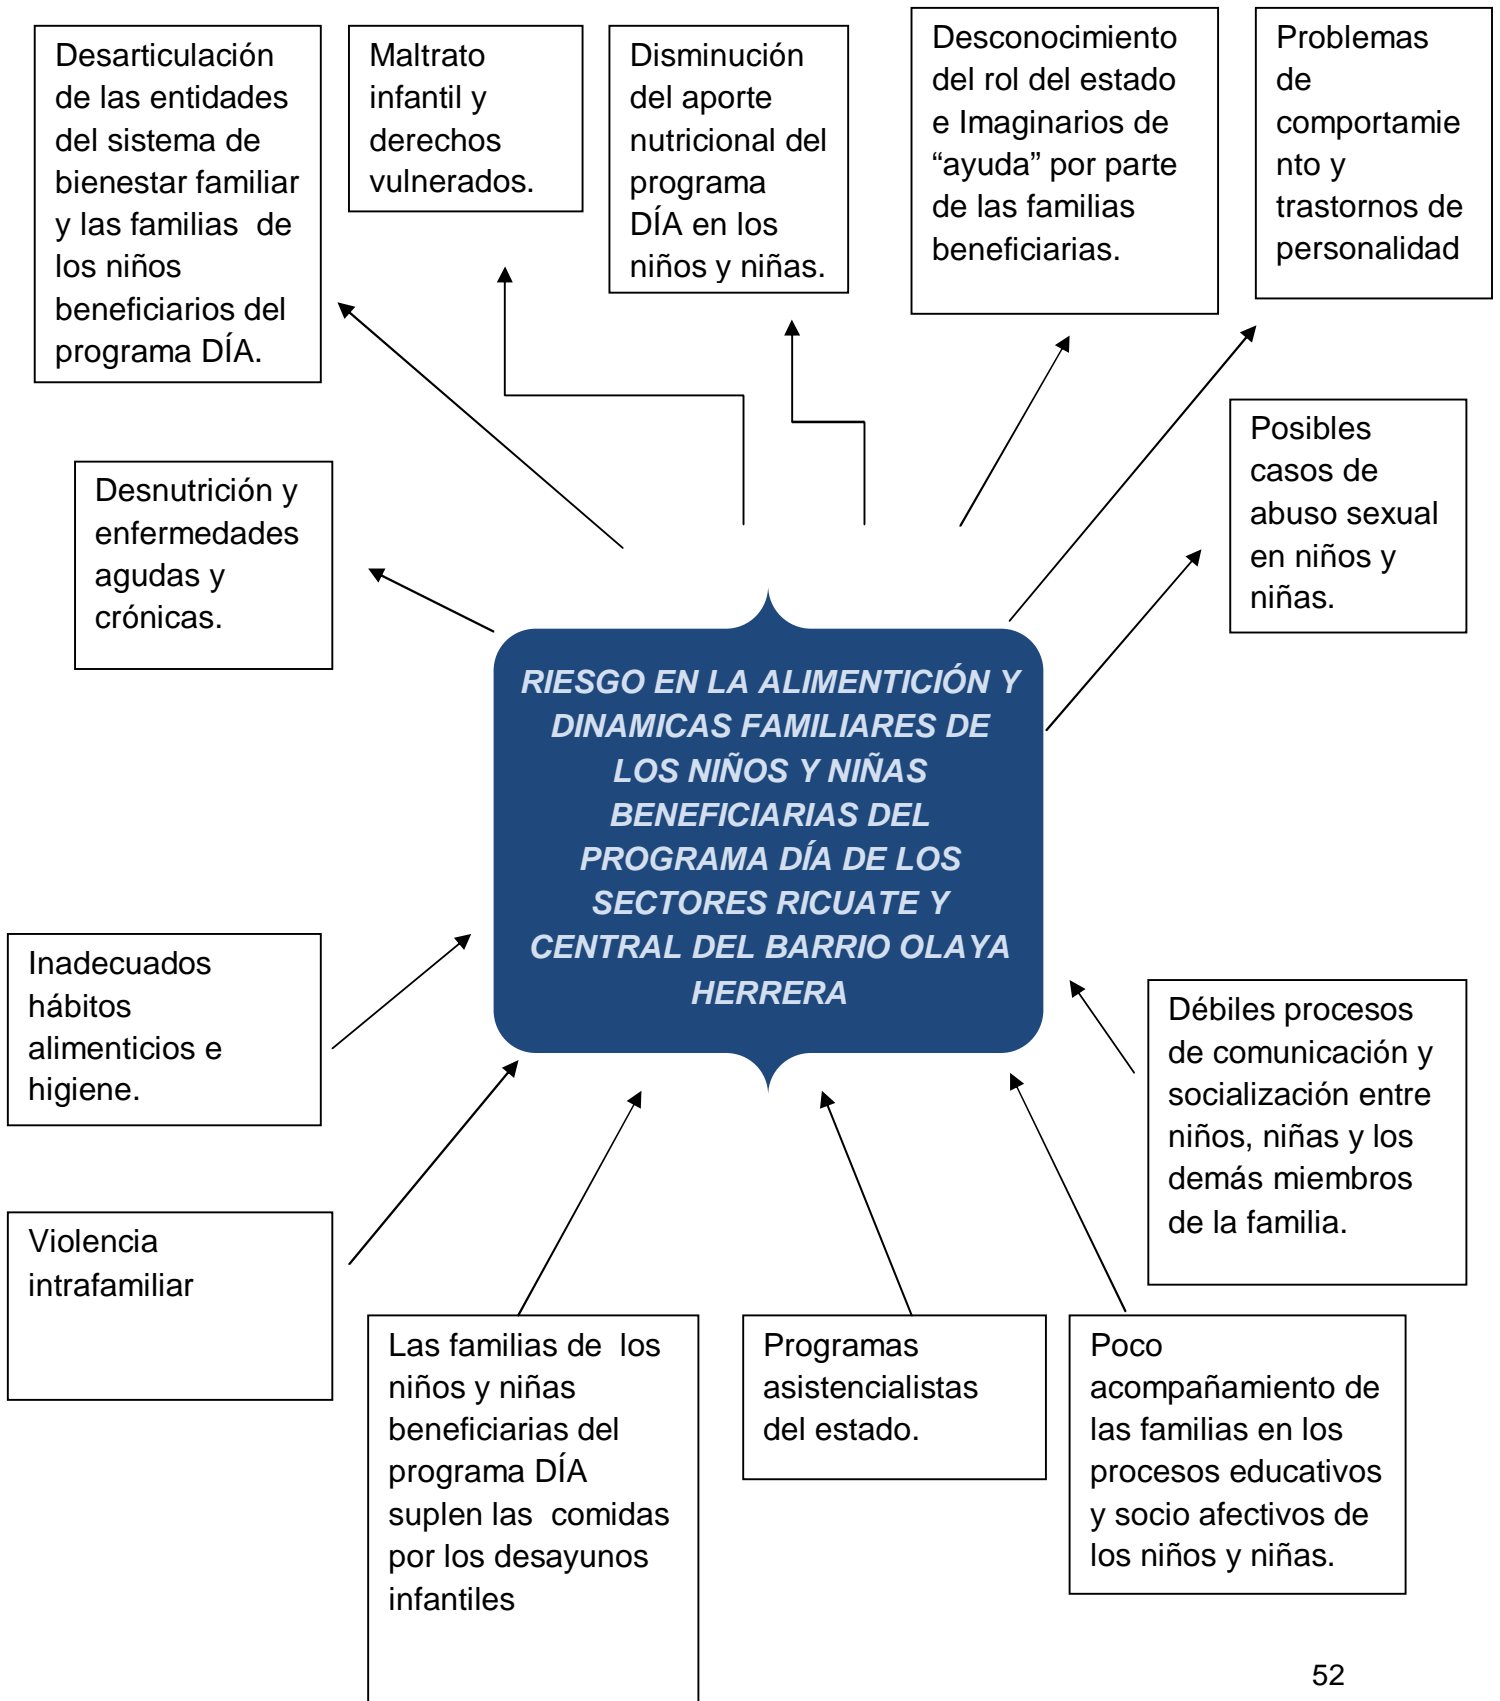 Desarticulación
de las entidades
del sistema de
bienestar familiar
y las familias  de
los niños
beneficiarios del
programa DÍA.
Maltrato
infantil y
derechos
vulnerados.
Disminución
del aporte
nutricional del
programa
DÍA en los
niños y niñas.
Desconocimiento
del rol del estado
e Imaginarios de
“ayuda” por parte
de las familias
beneficiarias.
Problemas
de
comportamie
nto y
trastornos de
personalidad
Posibles
casos de
abuso sexual
en niños y
niñas.
Desnutrición y
enfermedades
agudas y
crónicas.
RIESGO EN LA ALIMENTICIÓN Y
DINAMICAS FAMILIARES DE
LOS NIÑOS Y NIÑAS
BENEFICIARIAS DEL
PROGRAMA DÍA DE LOS
SECTORES RICUATE Y
CENTRAL DEL BARRIO OLAYA
HERRERA
Inadecuados
hábitos
alimenticios e
higiene.
Débiles procesos
de comunicación y
socialización entre
niños, niñas y los
demás miembros
de la familia.
Violencia
intrafamiliar
Las familias de  los
niños y niñas
beneficiarias del
programa DÍA
suplen las  comidas
por los desayunos
infantiles
Programas
asistencialistas
del estado.
Poco
acompañamiento de
las familias en los
procesos educativos
y socio afectivos de
los niños y niñas.
52